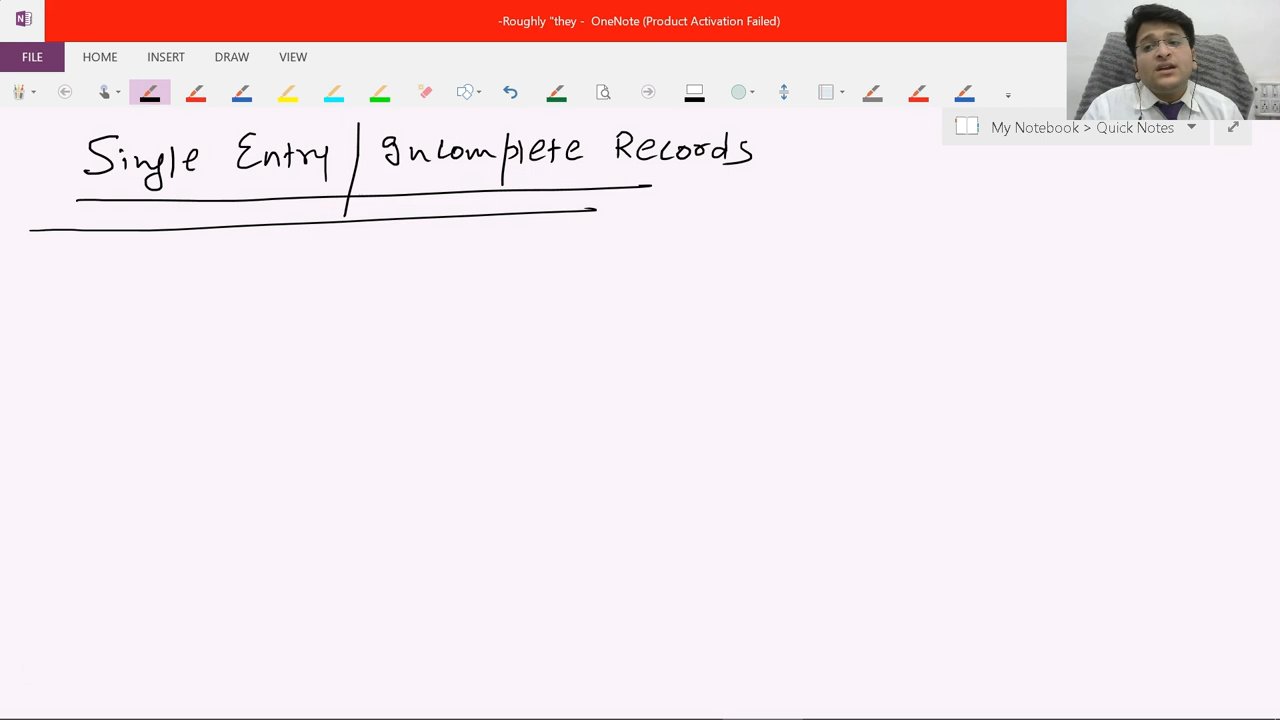 -Roughly "they - OneNote (Product Activation Failed)
FILE HOME INSERT DRAW VIEW
My Notebook > Quick Notes
Single Entry / Incomplete Records